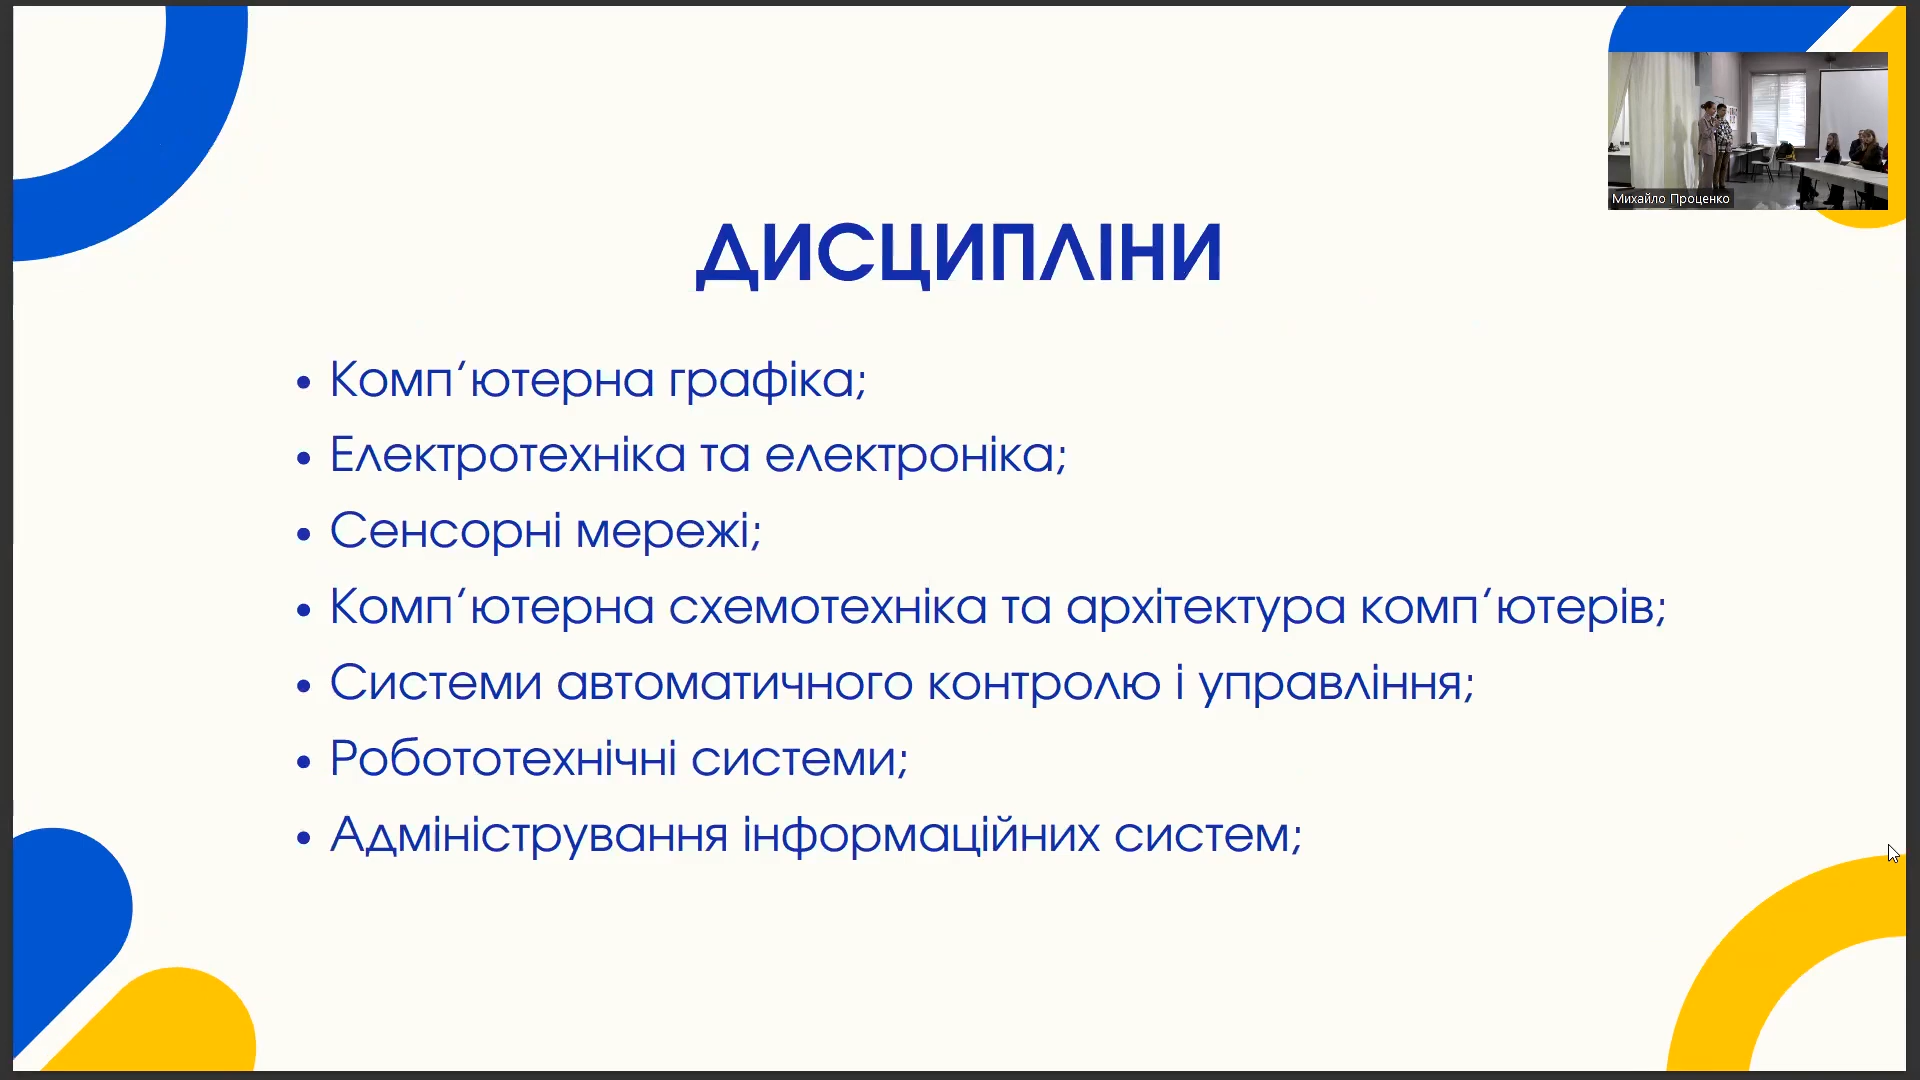 Михайло Проценко
ДИСЦИПЛІНИ
• Комп’ютерна графіка;
• Електротехніка та електроніка;
• Сенсорні мережі;
• Комп’ютерна схемотехніка та архітектура комп’ютерів;
• Системи автоматичного контролю і управління;
• Робототехнічні системи;
• Адміністрування інформаційних систем;